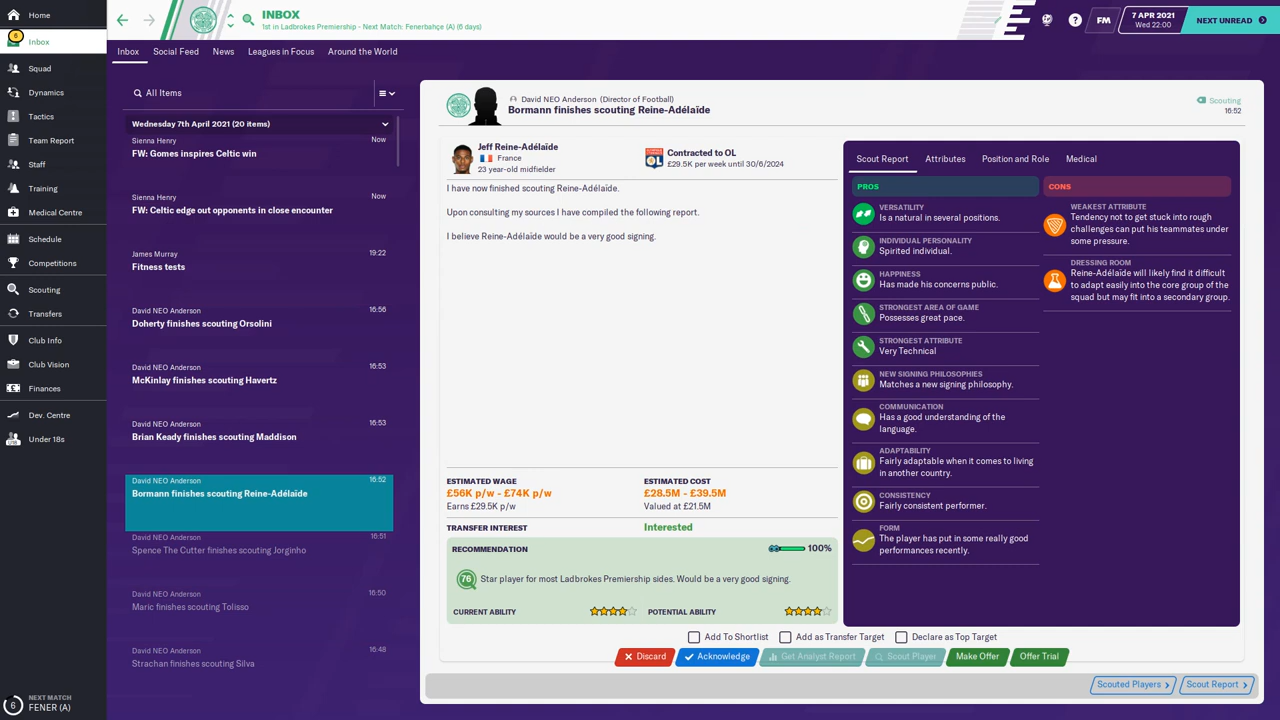 Home
5
Inbox
Squad
Dynamics
Tactics
Team Report
Staff
Training
Medical Centre
Schedule
Competitions
Scouting
Transfers
Club Info
Club Vision
Finances
Dev. Centre
Under 18s
6
NEXT MATCH
FENER (A)
INBOX
1st in Ladbrokes Premiership - Next Match: Fenerbahçe (A) (6 days)
?
FM
7 APR 2021
Wed 22:00
NEXT UNREAD
Inbox
Social Feed
News
Leagues in Focus
Around the World
All Items
Wednesday 7th April 2021 (20 items)
Sienna Henry
Now
FW: Gomes inspires Celtic win
Sienna Henry
Now
FW: Celtic edge out opponents in close encounter
James Murray
19:22
Fitness tests
David NEO Anderson
16:56
Doherty finishes scouting Orsolini
David NEO Anderson
16:53
McKinlay finishes scouting Havertz
David NEO Anderson
16:53
Brian Keady finishes scouting Maddison
David NEO Anderson
16:52
Bormann finishes scouting Reine-Adélaïde
David NEO Anderson
16:51
Spence The Cutter finishes scouting Jorginho
David NEO Anderson
16:50
Maric finishes scouting Tolisso
David NEO Anderson
16:48
Strachan finishes scouting Silva
David NEO Anderson (Director of Football)
Bormann finishes scouting Reine-Adélaïde
Scouting
16:52
Jeff Reine-Adélaïde
France
23 year-old midfielder
Contracted to OL
£29.5K per week until 30/6/2024
I have now finished scouting Reine-Adélaïde.
Upon consulting my sources I have compiled the following report.
I believe Reine-Adélaïde would be a very good signing.
ESTIMATED WAGE
£56K p/w - £74K p/w
Earns £29.5K p/w
ESTIMATED COST
£28.5M - £39.5M
Valued at £21.5M
TRANSFER INTEREST
Interested
RECOMMENDATION
100%
76
Star player for most Ladbrokes Premiership sides. Would be a very good signing.
CURRENT ABILITY
POTENTIAL ABILITY
Scout Report
Attributes
Position and Role
Medical
PROS
VERSATILITY
Is a natural in several positions.
INDIVIDUAL PERSONALITY
Spirited individual.
HAPPINESS
Has made his concerns public.
STRONGEST AREA OF GAME
Possesses great pace.
STRONGEST ATTRIBUTE
Very Technical
NEW SIGNING PHILOSOPHIES
Matches a new signing philosophy.
COMMUNICATION
Has a good understanding of the
language.
ADAPTABILITY
Fairly adaptable when it comes to living
in another country.
CONSISTENCY
Fairly consistent performer.
FORM
The player has put in some really good
performances recently.
CONS
WEAKEST ATTRIBUTE
Tendency not to get stuck into rough
challenges can put his teammates under
some pressure.
DRESSING ROOM
Reine-Adélaïde will likely find it difficult
to adapt easily into the core group of the
squad but may fit into a secondary group.
Add To Shortlist
Add as Transfer Target
Declare as Top Target
Discard
Acknowledge
Get Analyst Report
Scout Player
Make Offer
Offer Trial
Scouted Players
Scout Report